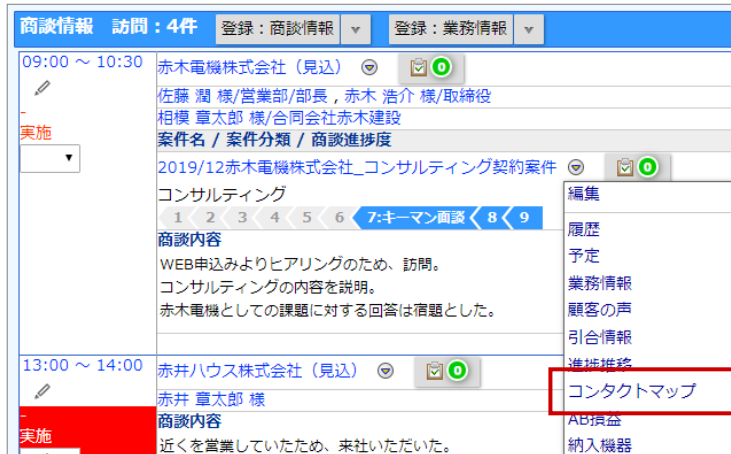 商談情報 訪問：4件 登録：商談情報 ▼ 登録：業務情報 ▼
09:00 ～ 10:30
-
実施
赤木電機株式会社（見込） 0
佐藤 潤 様/営業部/部長 , 赤木 浩介 様/取締役
相模 章太郎 様/合同会社赤木建設
案件名 / 案件分類 / 商談進捗度
2019/12赤木電機株式会社_コンサルティング契約案件 0
コンサルティング
1 2 3 4 5 6 7:キーマン面談 8 9
商談内容
WEB申込みよりヒアリングのため、訪問。
コンサルティングの内容を説明。
赤木電機としての課題に対する回答は宿題とした。
編集
履歴
予定
業務情報
顧客の声
引合情報
進捗推移
コンタクトマップ
AB損益
納入機器
13:00 ～ 14:00
-
実施
赤井ハウス株式会社（見込） 0
赤井 章太郎 様
商談内容
近くを営業していたため、来社いただいた。